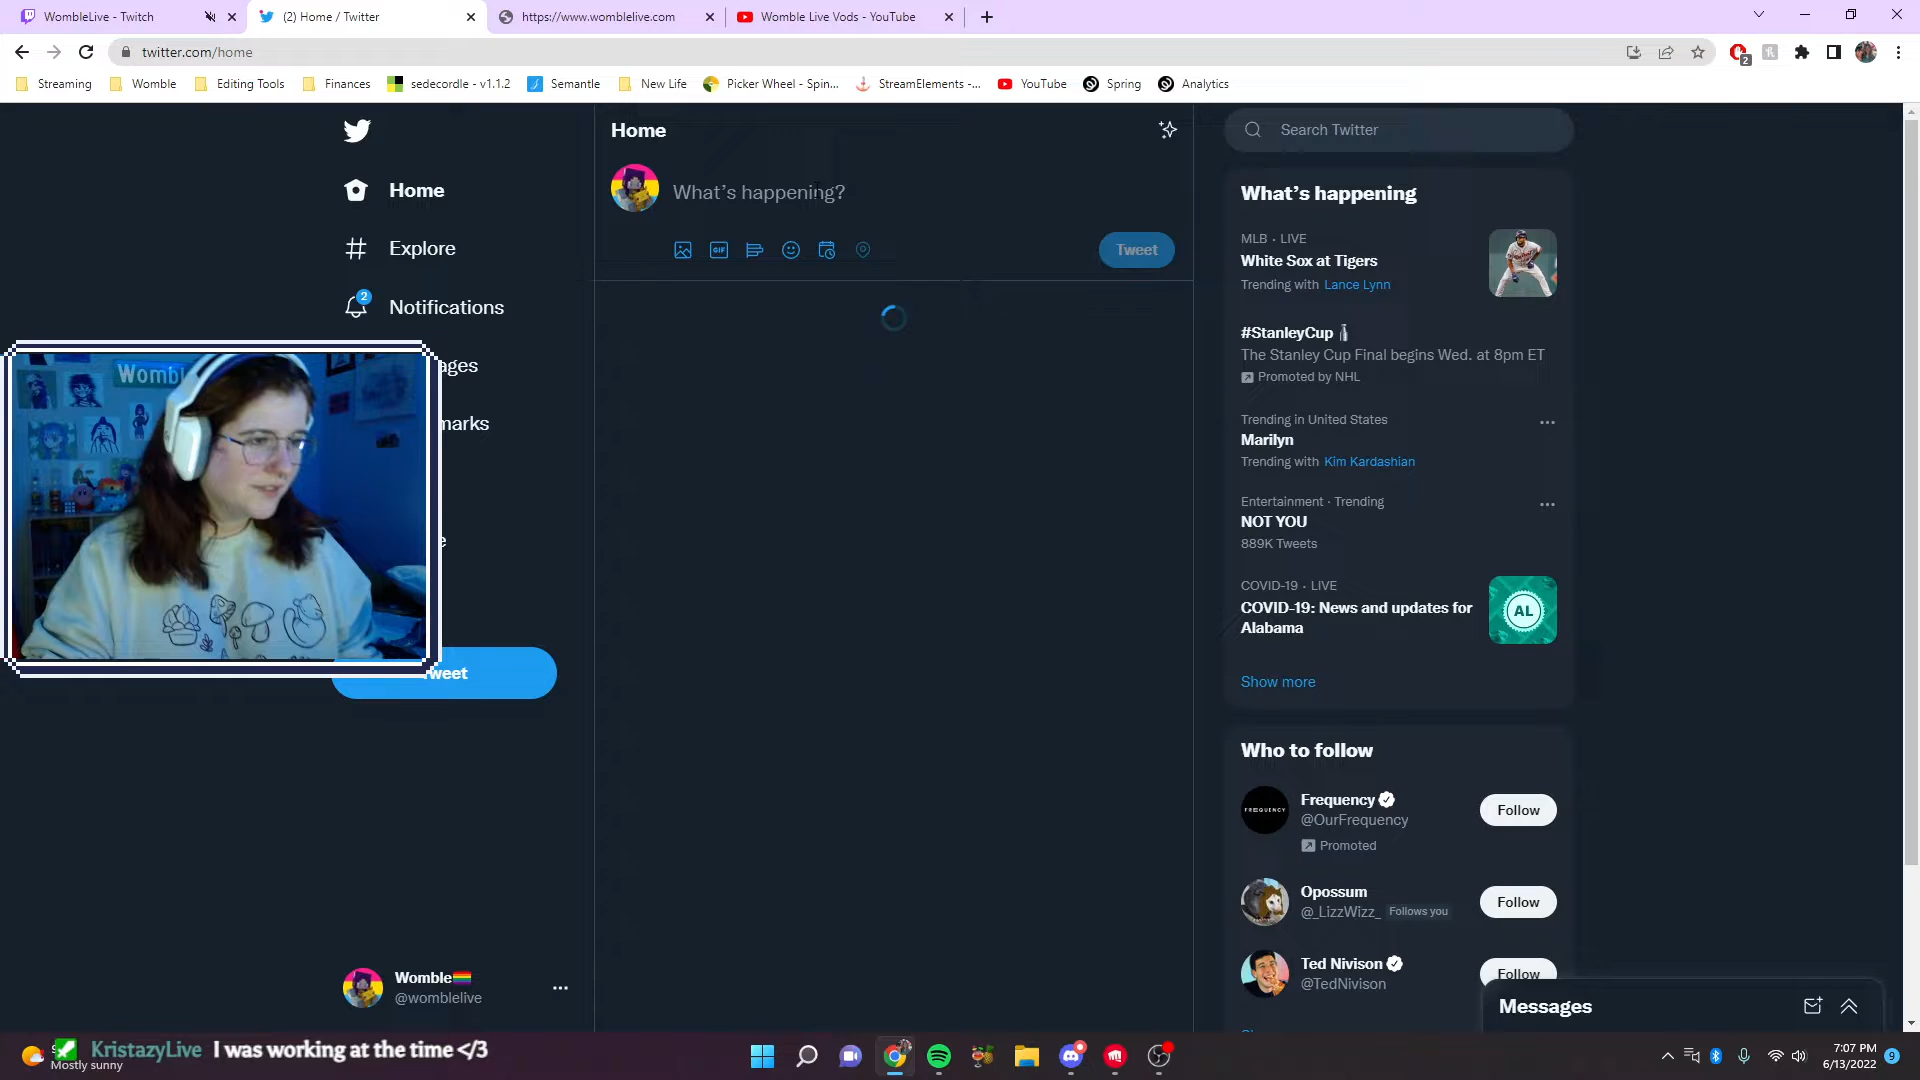 WombleLive - Twitch
(2) Home / Twitter
https://www.womblelive.com
Womble Live Vods - YouTube
twitter.com/home
2
Streaming
Womble
Editing Tools
Finances
sedecordle - v1.1.2
Semantle
New Life
Picker Wheel - Spin...
StreamElements -...
YouTube
Spring
Analytics
Home
Explore
2
Notifications
ages
marks
e
weet
Womble
@womblelive
Home
What's happening?
GIF
Tweet
Search Twitter
What's happening
MLB · LIVE
White Sox at Tigers
Trending with Lance Lynn
#StanleyCup
The Stanley Cup Final begins Wed. at 8pm ET
Promoted by NHL
Trending in United States
Marilyn
Trending with Kim Kardashian
Entertainment · Trending
NOT YOU
889K Tweets
COVID-19 · LIVE
COVID-19: News and updates for
Alabama
AL
Show more
Who to follow
FREQUENCY
Frequency
@OurFrequency
Promoted
Follow
Opossum
@_LizzWizz_ Follows you
Follow
Ted Nivison
@TedNivison
Follow
Messages
Womb
KristazyLive I was working at the time </3
Mostly sunny
7:07 PM
6/13/2022
9